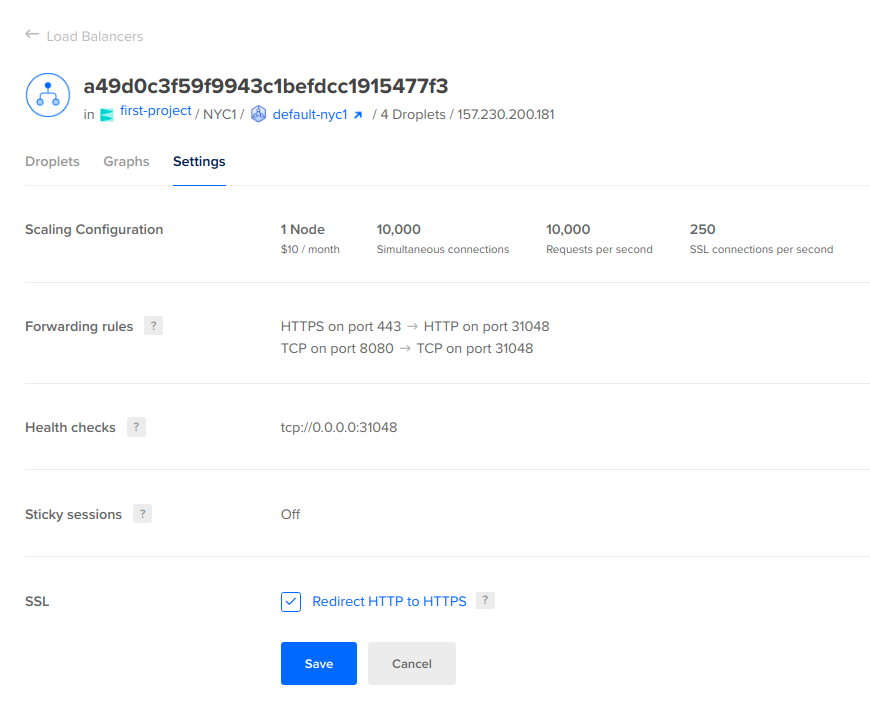 ← Load Balancers
a49d0c3f59f9943c1befdcc1915477f3
in first-project / NYC1 / default-nyc1 ↗ / 4 Droplets / 157.230.200.181
Droplets Graphs Settings
Scaling Configuration 1 Node 10,000 10,000 250
$10 / month Simultaneous connections Requests per second SSL connections per second
Forwarding rules ? HTTPS on port 443 → HTTP on port 31048
TCP on port 8080 → TCP on port 31048
Health checks ? tcp://0.0.0.0:31048
Sticky sessions ? Off
SSL Redirect HTTP to HTTPS ?
Save Cancel